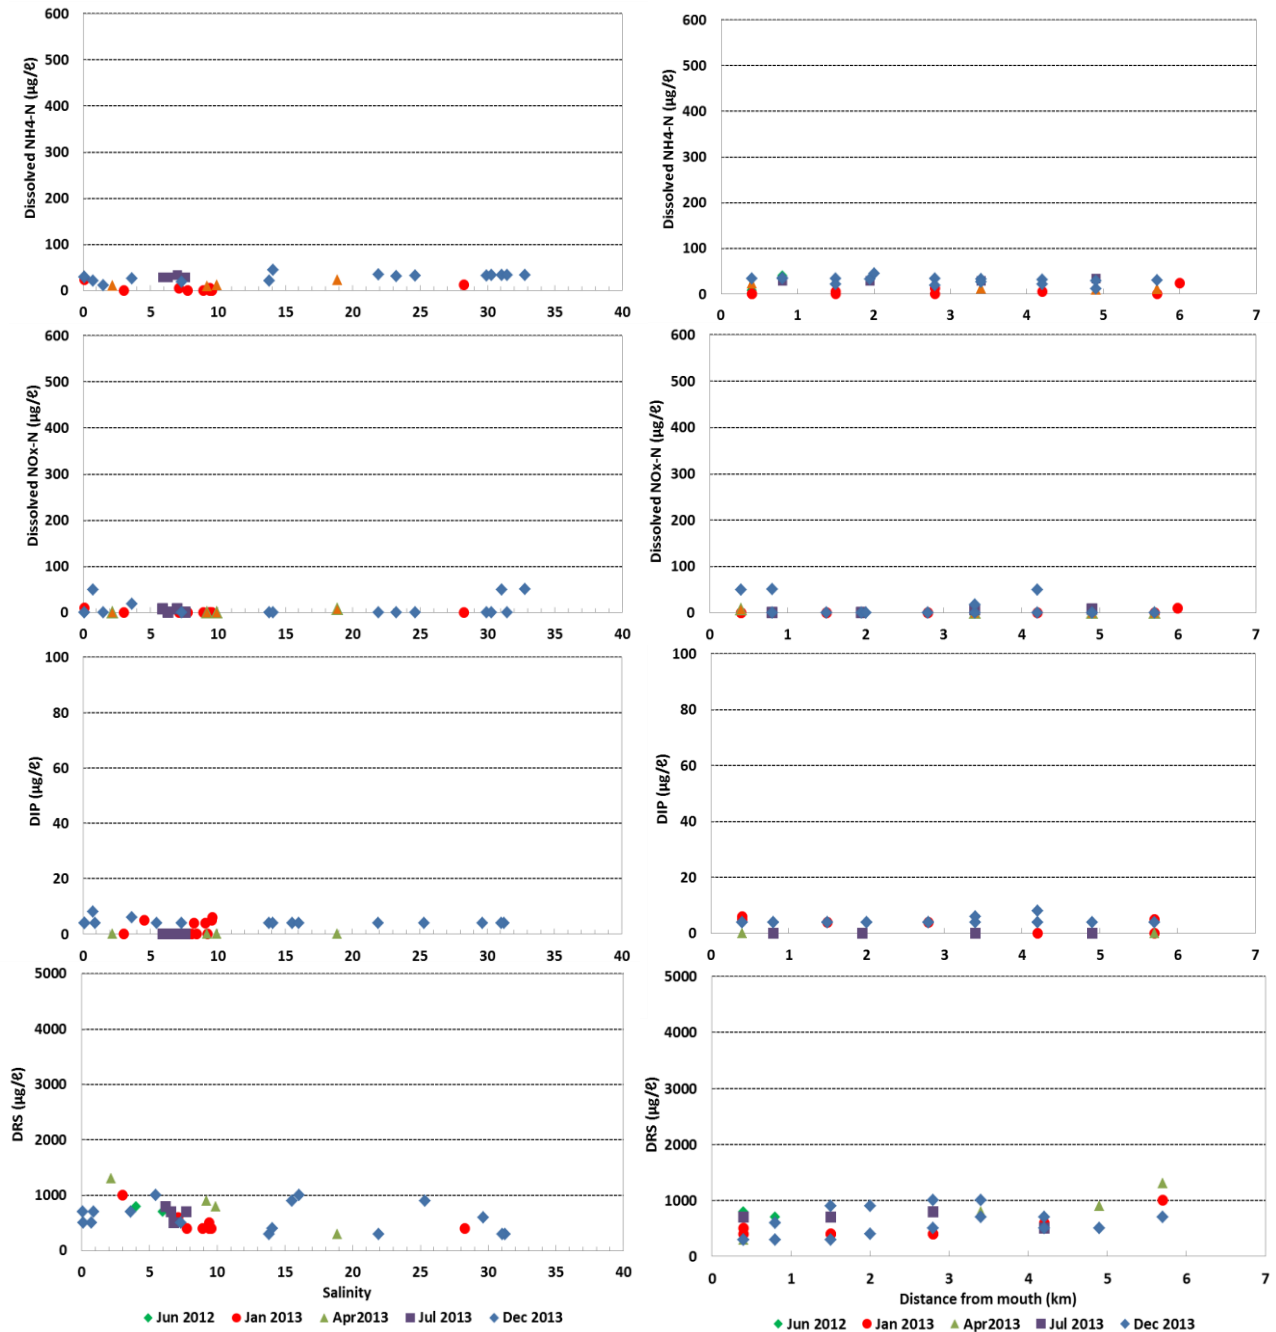 Dissolved NH4-N (µg/ℓ)
600
500
400
300
200
100
0
0 5 10 15 20 25 30 35 40
Dissolved NH4-N (µg/ℓ)
600
500
400
300
200
100
0
0 1 2 3 4 5 6 7
Dissolved NOx-N (µg/ℓ)
600
500
400
300
200
100
0
0 5 10 15 20 25 30 35 40
Dissolved NOx-N (µg/ℓ)
600
500
400
300
200
100
0
0 1 2 3 4 5 6 7
DIP (µg/ℓ)
100
80
60
40
20
0
0 5 10 15 20 25 30 35 40
DIP (µg/ℓ)
100
80
60
40
20
0
0 1 2 3 4 5 6 7
DRS (µg/ℓ)
5000
4000
3000
2000
1000
0
0 5 10 15 20 25 30 35 40
Salinity
Jun 2012 Jan 2013 Apr2013 Jul 2013 Dec 2013
DRS (µg/ℓ)
5000
4000
3000
2000
1000
0
0 1 2 3 4 5 6 7
Distance from mouth (km)
Jun 2012 Jan 2013 Apr2013 Jul 2013 Dec 2013